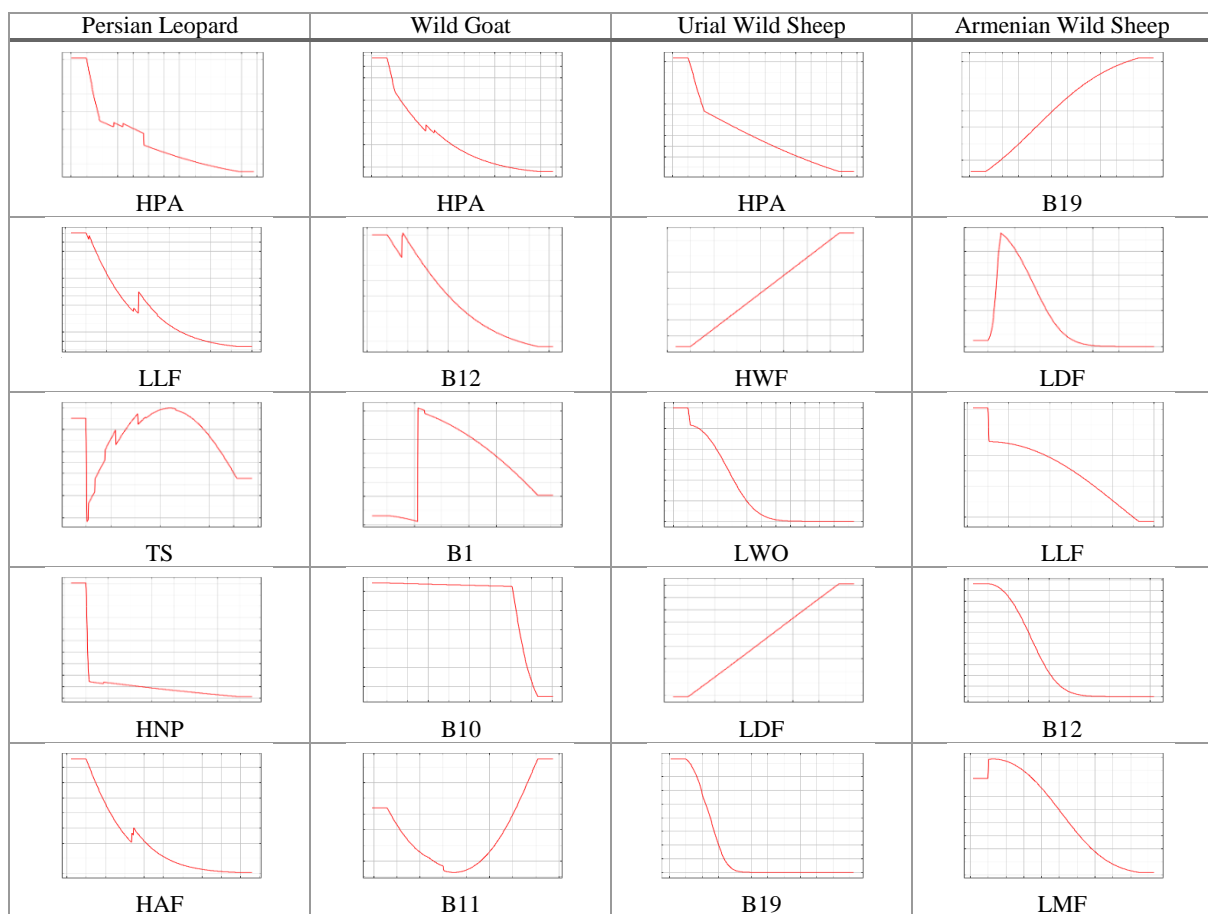 Persian Leopard Wild Goat Urial Wild Sheep Armenian Wild Sheep
HPA HPA HPA B19
LLF B12 HWF LDF
TS B1 LWO LLF
HNP B10 LDF B12
HAF B11 B19 LMF